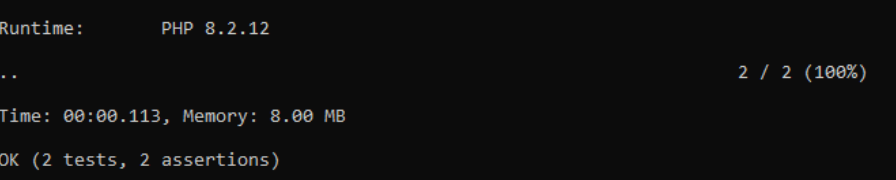 Runtime:       PHP 8.2.12
..                                                                  2 / 2 (100%)
Time: 00:00.113, Memory: 8.00 MB
OK (2 tests, 2 assertions)